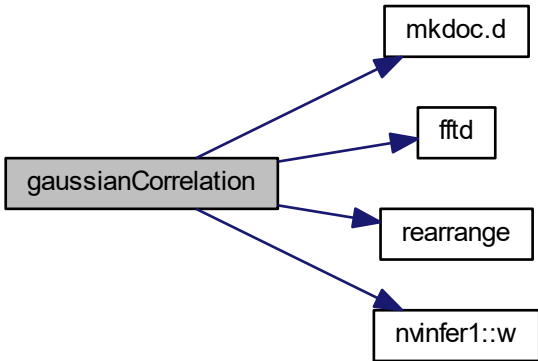 mkdoc.d
fftd
gaussianCorrelation
rearrange
nvinfer1::w